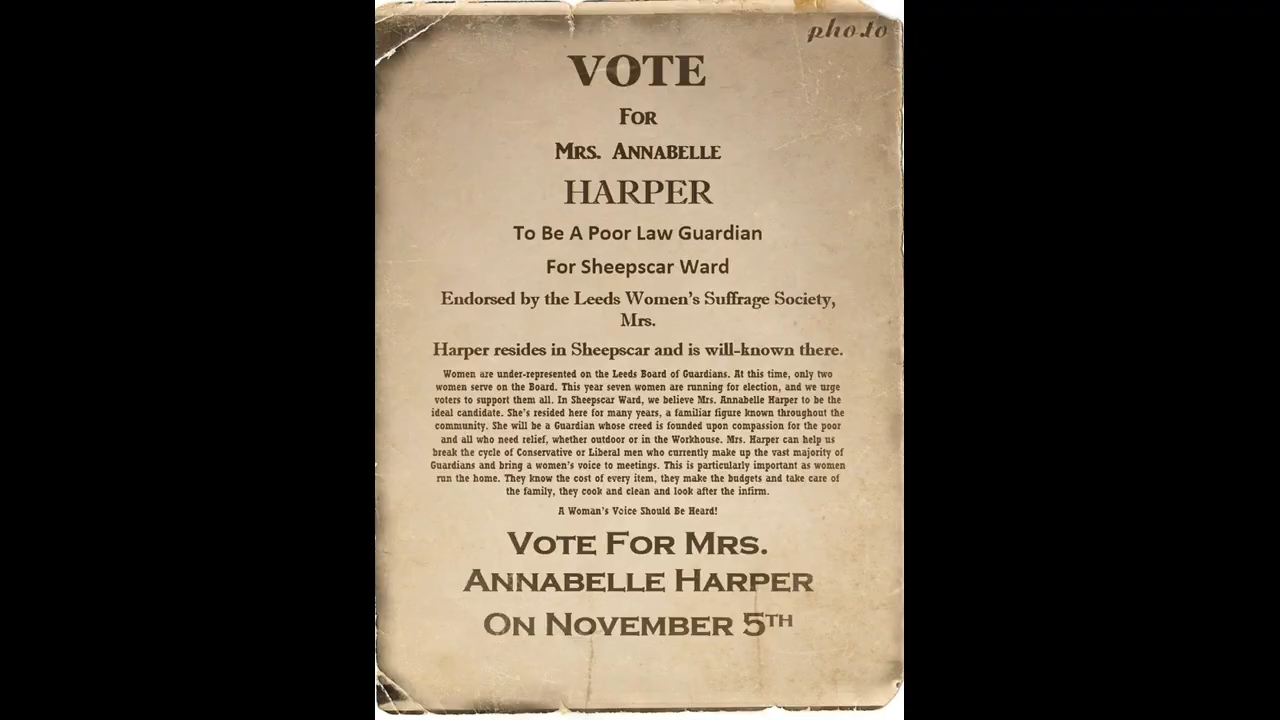 pho.to
VOTE
For
Mrs. Annabelle
HARPER
To Be A Poor Law Guardian
For Sheepscar Ward
Endorsed by the Leeds Women's Suffrage Society,
Mrs.
Harper resides in Sheepscar and is will-known there.
Women are under-represented on the Leeds Board of Guardians. At this time, only two
women serve on the Board. This year seven women are running for election, and we urge
voters to support them all. In Sheepscar Ward, we believe Mrs. Annabelle Harper to be the
ideal candidate. She's resided here for many years, a familiar figure known throughout the
community. She will be a Guardian whose creed is founded upon compassion for the poor
and all who need relief, whether outdoor or in the Workhouse. Mrs. Harper can help us
break the cycle of Conservative or Liberal men who currently make up the vast majority of
Guardians and bring a women's voice to meetings. This is particularly important as women
run the home. They know the cost of every item, they make the budgets and take care of
the family, they cook and clean and look after the infirm.
A Woman's Voice Should Be Heard!
Vote For Mrs.
Annabelle Harper
On November 5th